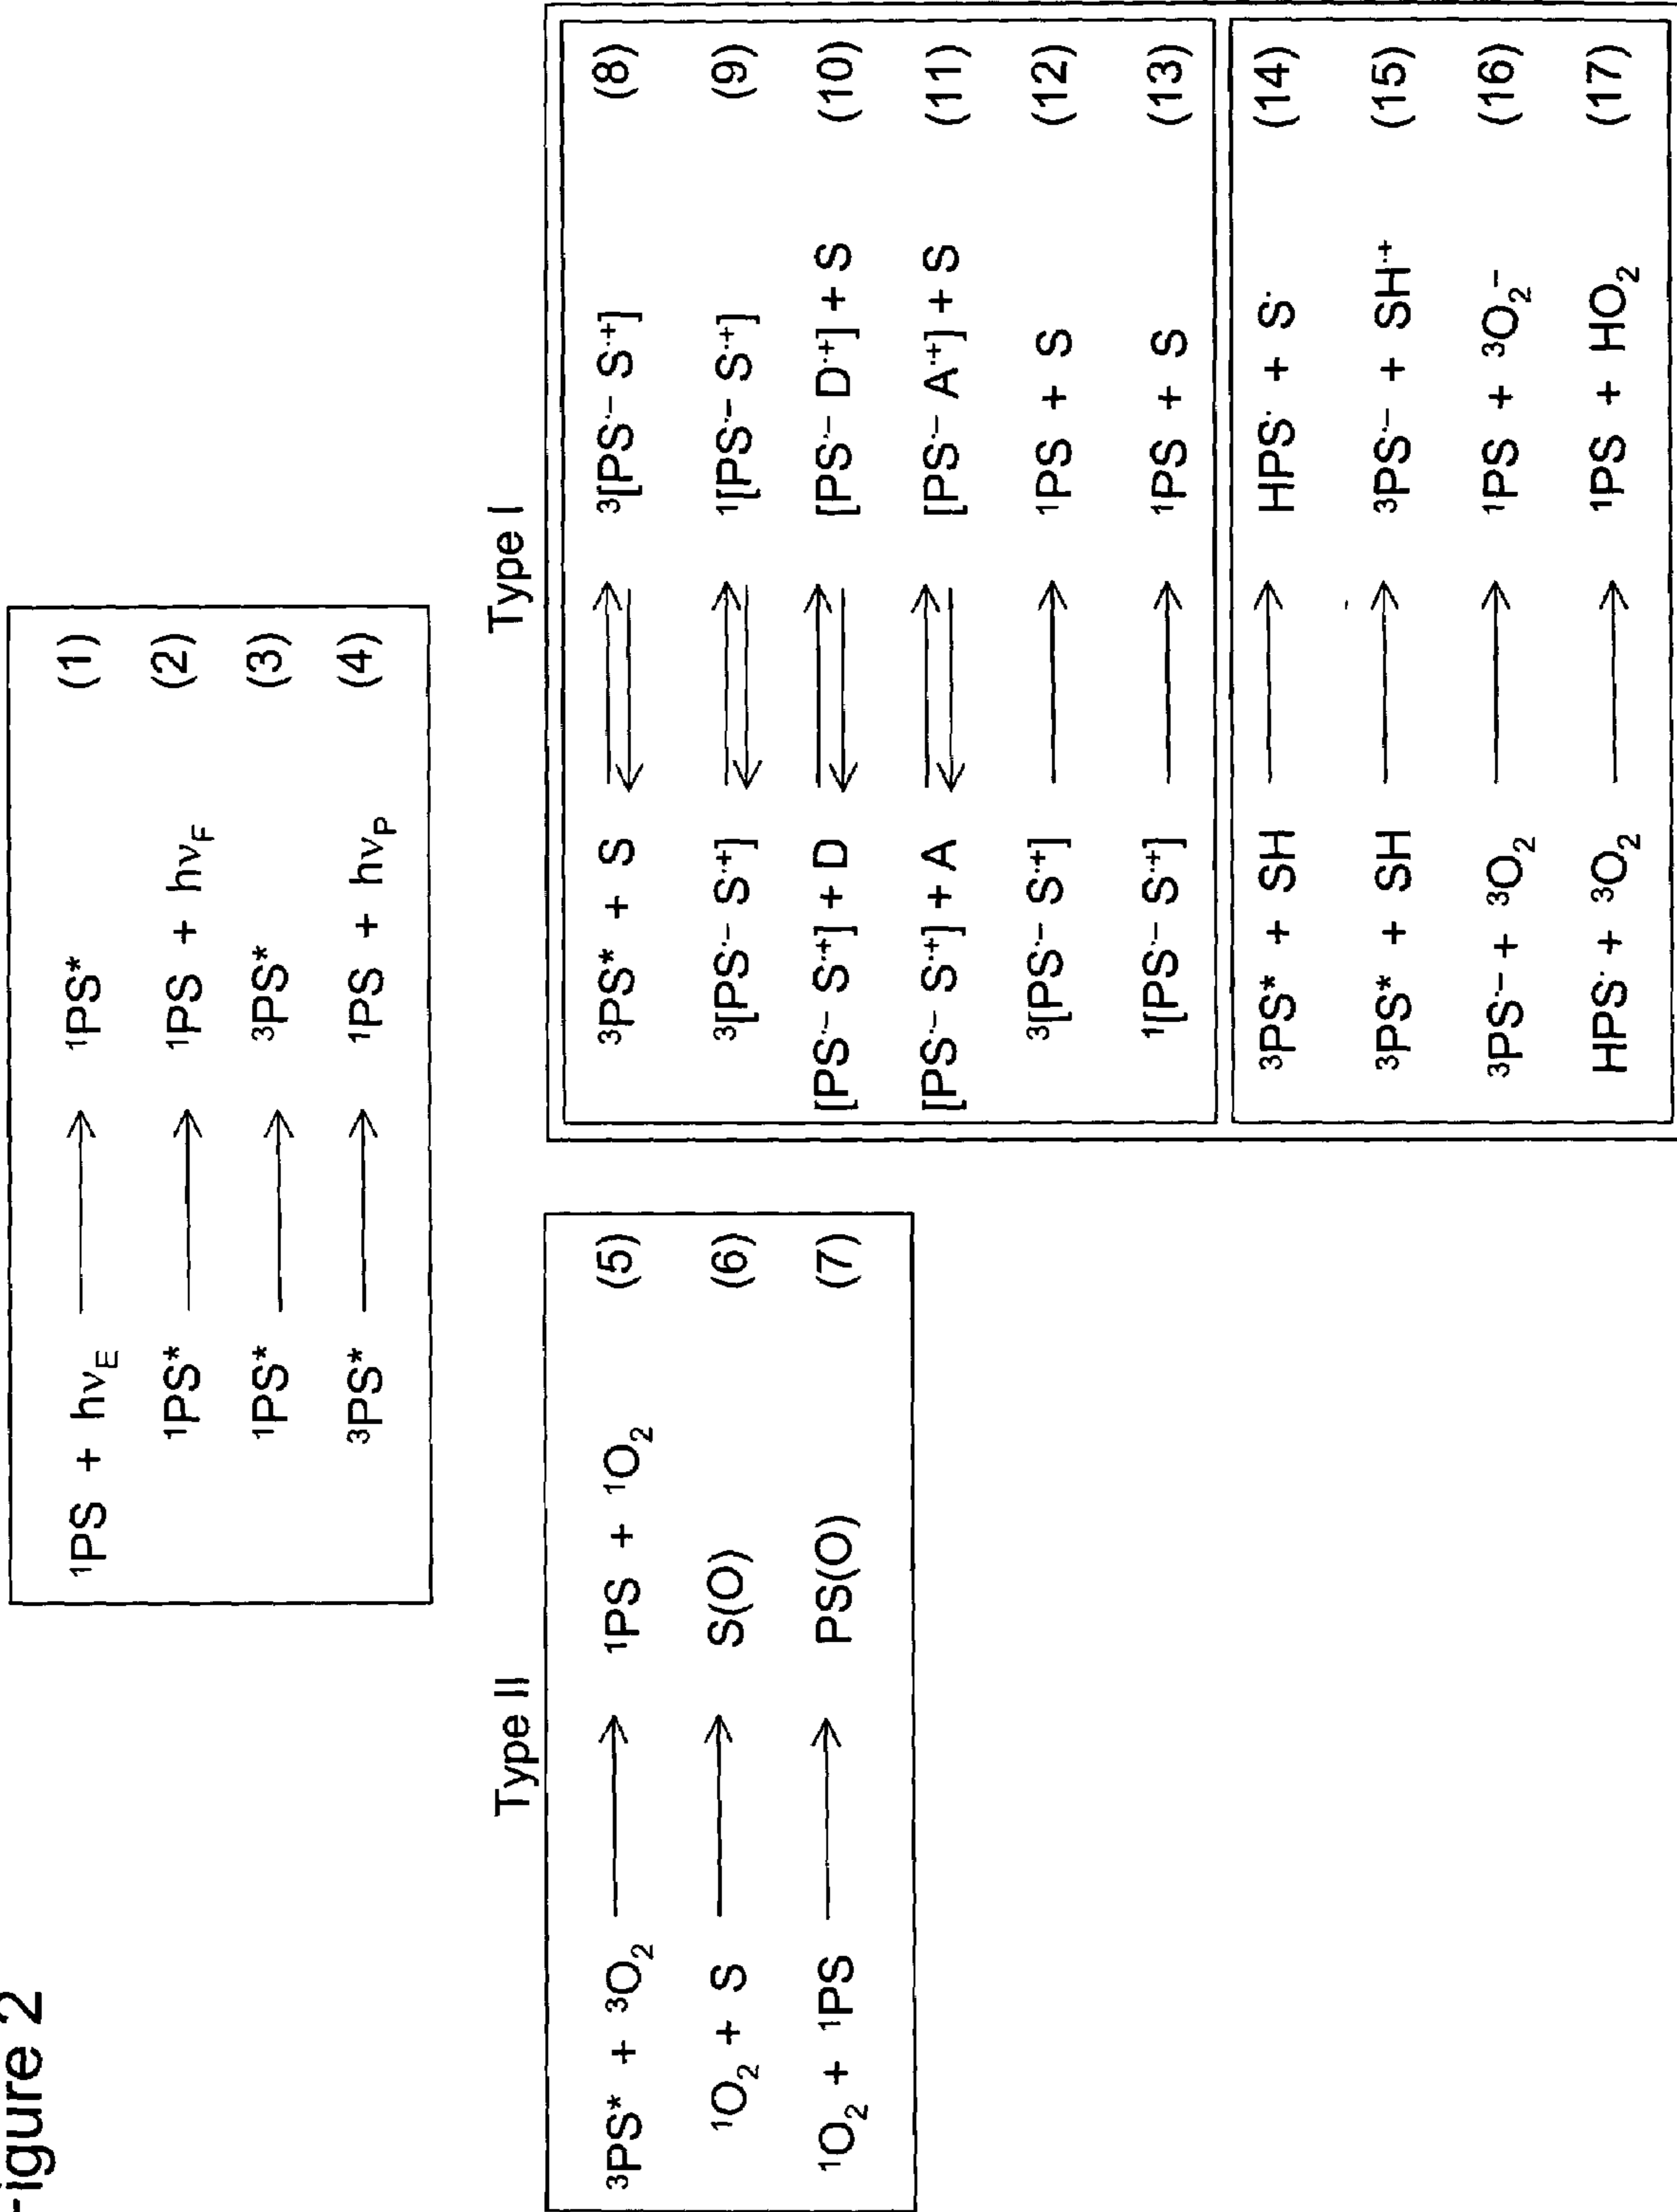 Figure 2
¹PS + hν_E ⟶ ¹PS* (1)
¹PS* ⟶ ¹PS + hν_F (2)
¹PS* ⟶ ³PS* (3)
³PS* ⟶ ¹PS + hν_P (4)
Type II
³PS* + ³O₂ ⟶ ¹PS + ¹O₂ (5)
¹O₂ + S ⟶ S(O) (6)
¹O₂ + ¹PS ⟶ PS(O) (7)
Type I
³PS* + S ⇌ ³[PS·⁻ S·⁺] (8)
³[PS·⁻ S·⁺] ⇌ ¹[PS·⁻ S·⁺] (9)
[PS·⁻ S·⁺] + D ⇌ [PS·⁻ D·⁺] + S (10)
[PS·⁻ S·⁺] + A ⇌ [PS·⁻ A·⁺] + S (11)
³[PS·⁻ S·⁺] ⟶ ¹PS + S (12)
¹[PS·⁻ S·⁺] ⟶ ¹PS + S (13)
³PS* + SH ⟶ HPS· + S· (14)
³PS* + SH ⟶ ³PS·⁻ + SH·⁺ (15)
³PS·⁻ + ³O₂ ⟶ ¹PS + ³O₂⁻ (16)
HPS· + ³O₂ ⟶ ¹PS + HO₂ (17)